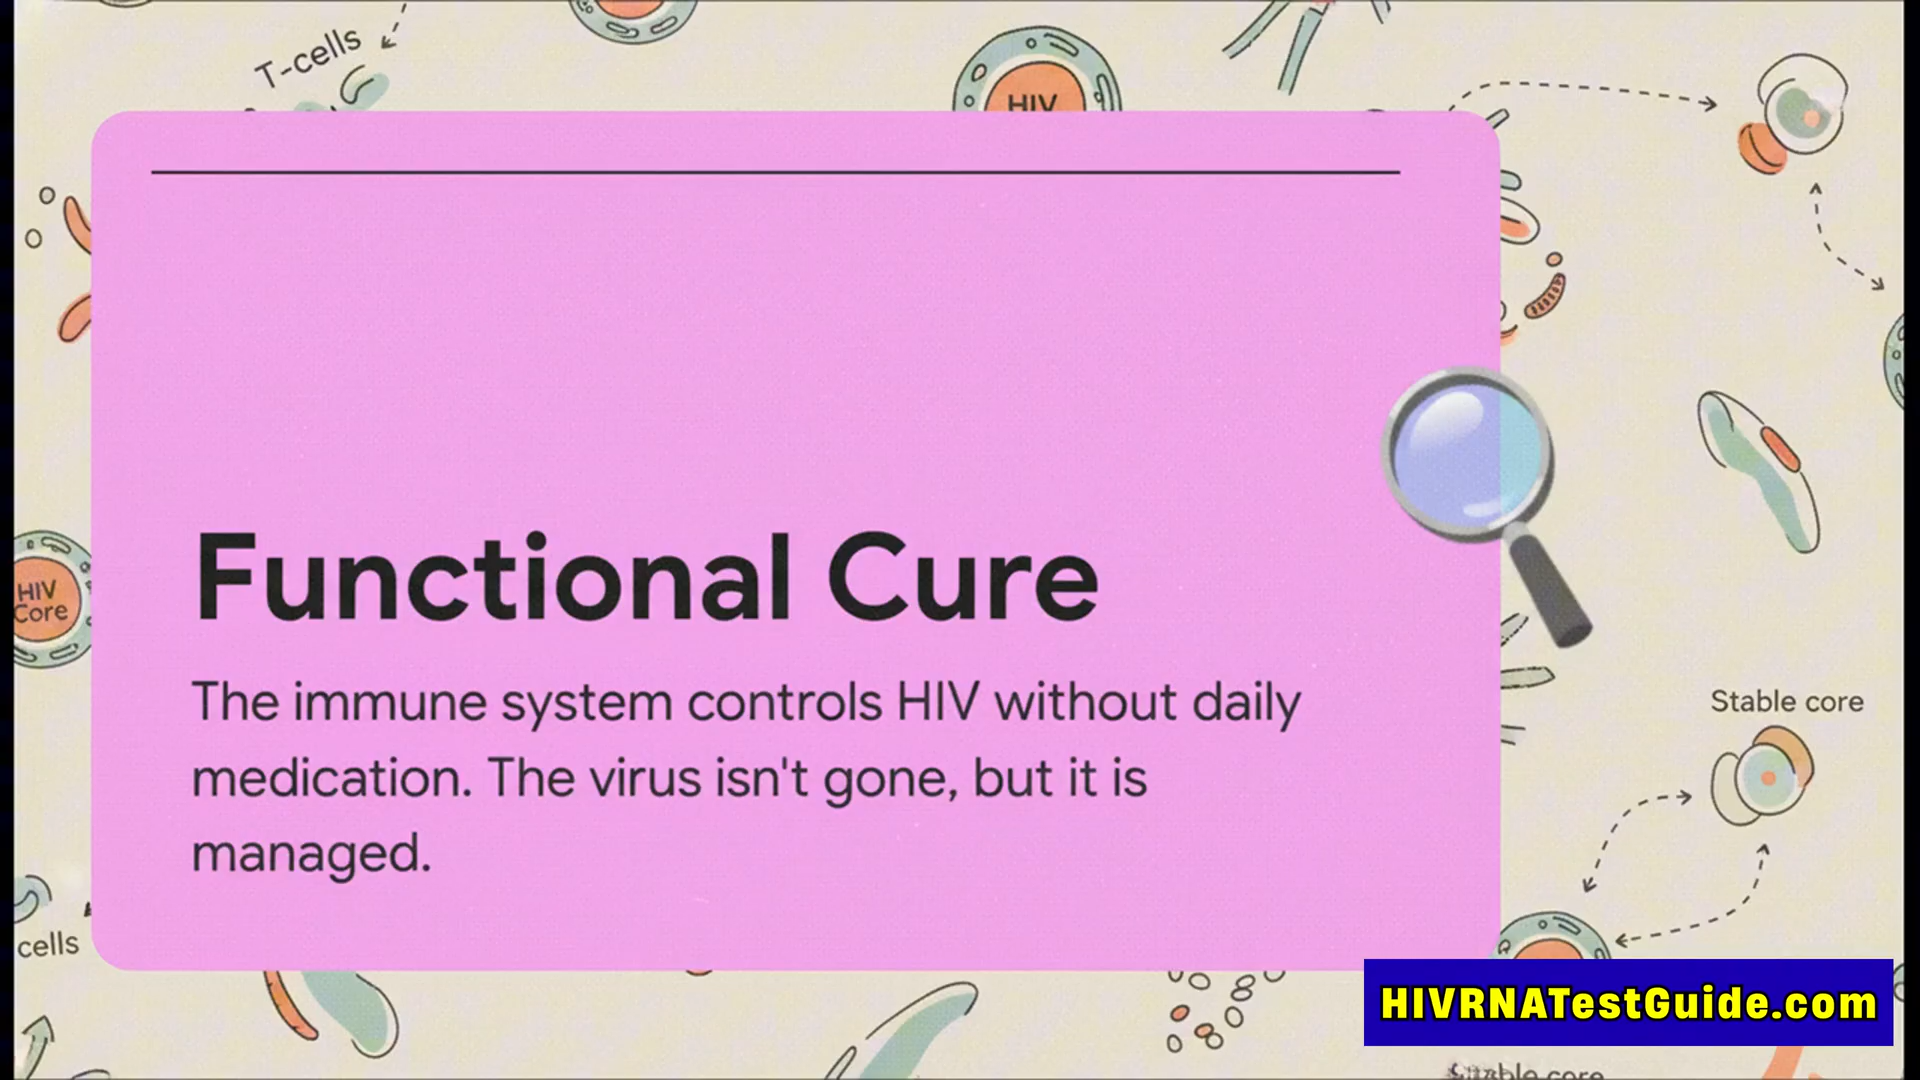 T-cells
HIV
Functional Cure
The immune system controls HIV without daily
medication. The virus isn't gone, but it is
managed.
HIV
Core
Stable core
cells
HIVRNATestGuide.com
core